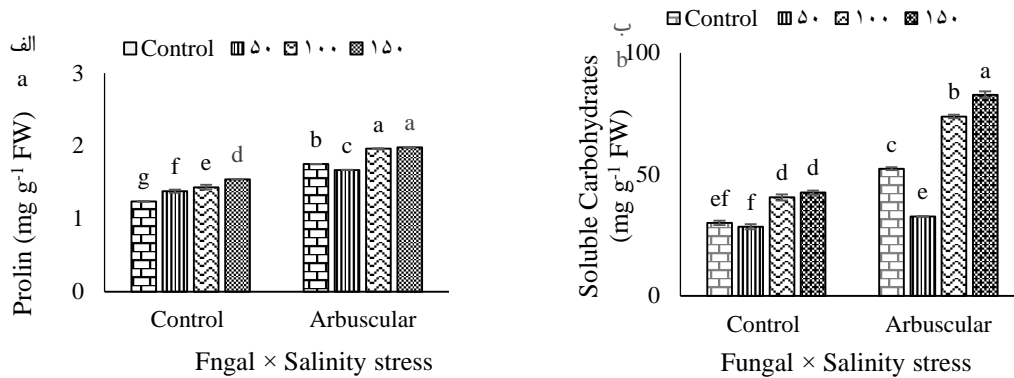 الف
a
Control ۵۰ ۱۰۰ ۱۵۰
3
2
1
0
Prolin (mg g-1 FW)
g f e d b c a a
Control Arbuscular
Fngal × Salinity stress
ب
b
Control ۵۰ ۱۰۰ ۱۵۰
100
50
0
Soluble Carbohydrates
(mg g-1 FW)
ef f d d c e b a
Control Arbuscular
Fungal × Salinity stress